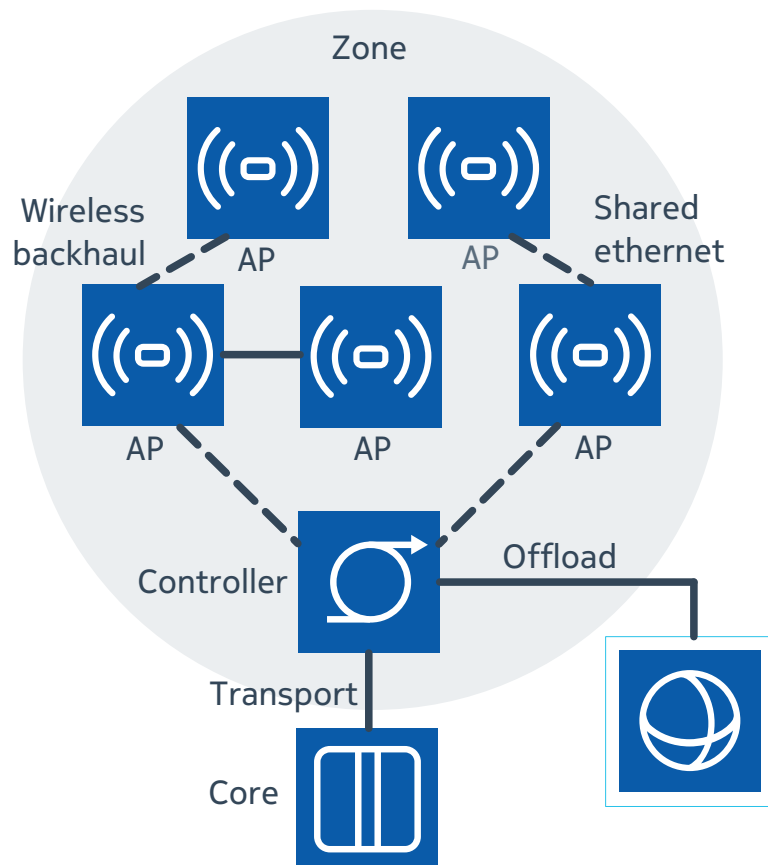 Zone
Wireless
backhaul
Shared
ethernet
AP
AP
AP
AP
AP
Controller
Offload
Transport
Core